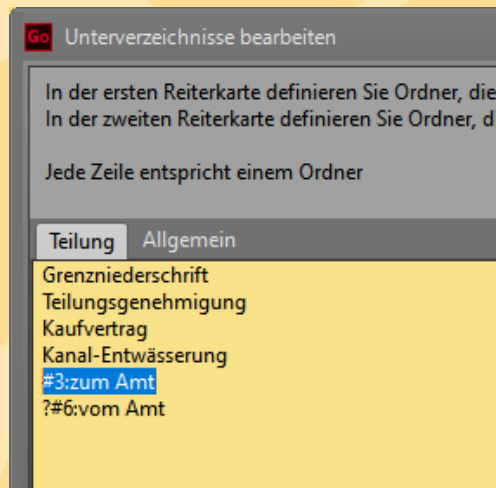 Go Unterverzeichnisse bearbeiten
In der ersten Reiterkarte definieren Sie Ordner, die
In der zweiten Reiterkarte definieren Sie Ordner, d
Jede Zeile entspricht einem Ordner
Teilung Allgemein
Grenzniederschrift
Teilungsgenehmigung
Kaufvertrag
Kanal-Entwässerung
#3:zum Amt
?#6:vom Amt